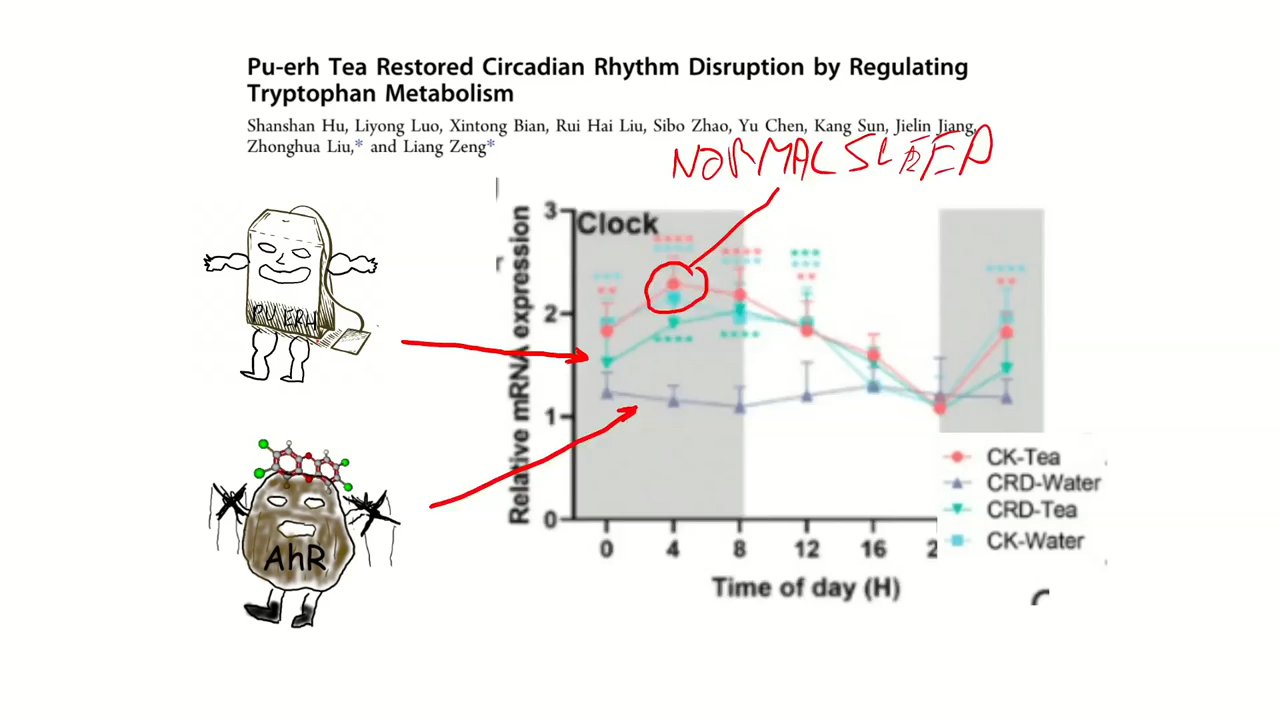 Pu-erh Tea Restored Circadian Rhythm Disruption by Regulating
Tryptophan Metabolism
Shanshan Hu, Liyong Luo, Xintong Bian, Rui Hai Liu, Sibo Zhao, Yu Chen, Kang Sun, Jielin Jiang,
Zhonghua Liu,* and Liang Zeng*
NORMAL SLEEP
Clock
Relative mRNA expression
3
2
1
0
0 4 8 12 16 2
Time of day (H)
CK-Tea
CRD-Water
CRD-Tea
CK-Water
PU ERH
AhR